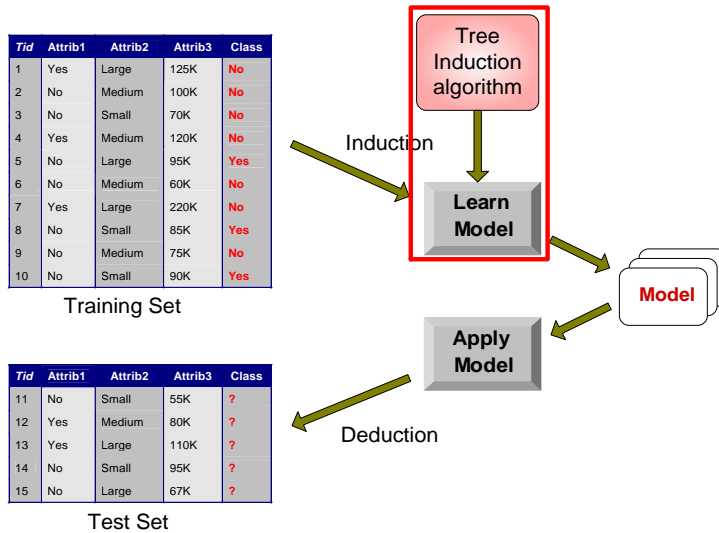 Tid Attrib1 Attrib2 Attrib3 Class
1 Yes Large 125K No
2 No Medium 100K No
3 No Small 70K No
4 Yes Medium 120K No
5 No Large 95K Yes
6 No Medium 60K No
7 Yes Large 220K No
8 No Small 85K Yes
9 No Medium 75K No
10 No Small 90K Yes
Training Set
Tree
Induction
algorithm
Induction
Learn
Model
Model
Apply
Model
Deduction
Tid Attrib1 Attrib2 Attrib3 Class
11 No Small 55K ?
12 Yes Medium 80K ?
13 Yes Large 110K ?
14 No Small 95K ?
15 No Large 67K ?
Test Set